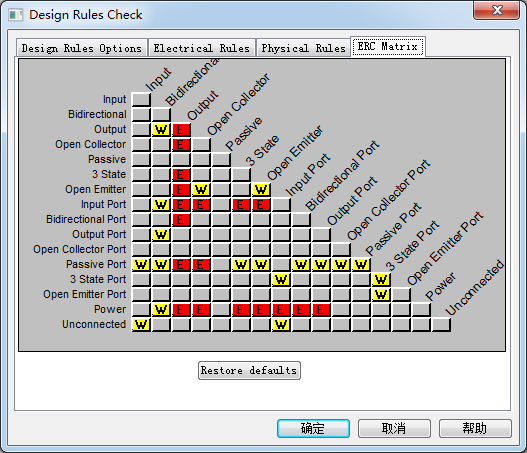 Design Rules Check
Design Rules Options
Electrical Rules
Physical Rules
ERC Matrix
Input
Bidirectiona
Output
Open Collector
Passive
3 State
Open Emitter
Input Port
Bidirectional Port
Output Port
Open Collector Port
Passive Port
3 State Port
Open Emitter Port
Power
Unconnected
Input
Bidirectional
Output W E
Open Collector E
Passive
3 State E
Open Emitter E W W
Input Port W E E E E
Bidirectional Port E
Output Port W
Open Collector Port
Passive Port W W E E W W W W W W
3 State Port W W
Open Emitter Port W
Power W E E E E E E E
Unconnected W W
Restore defaults
确定
取消
帮助